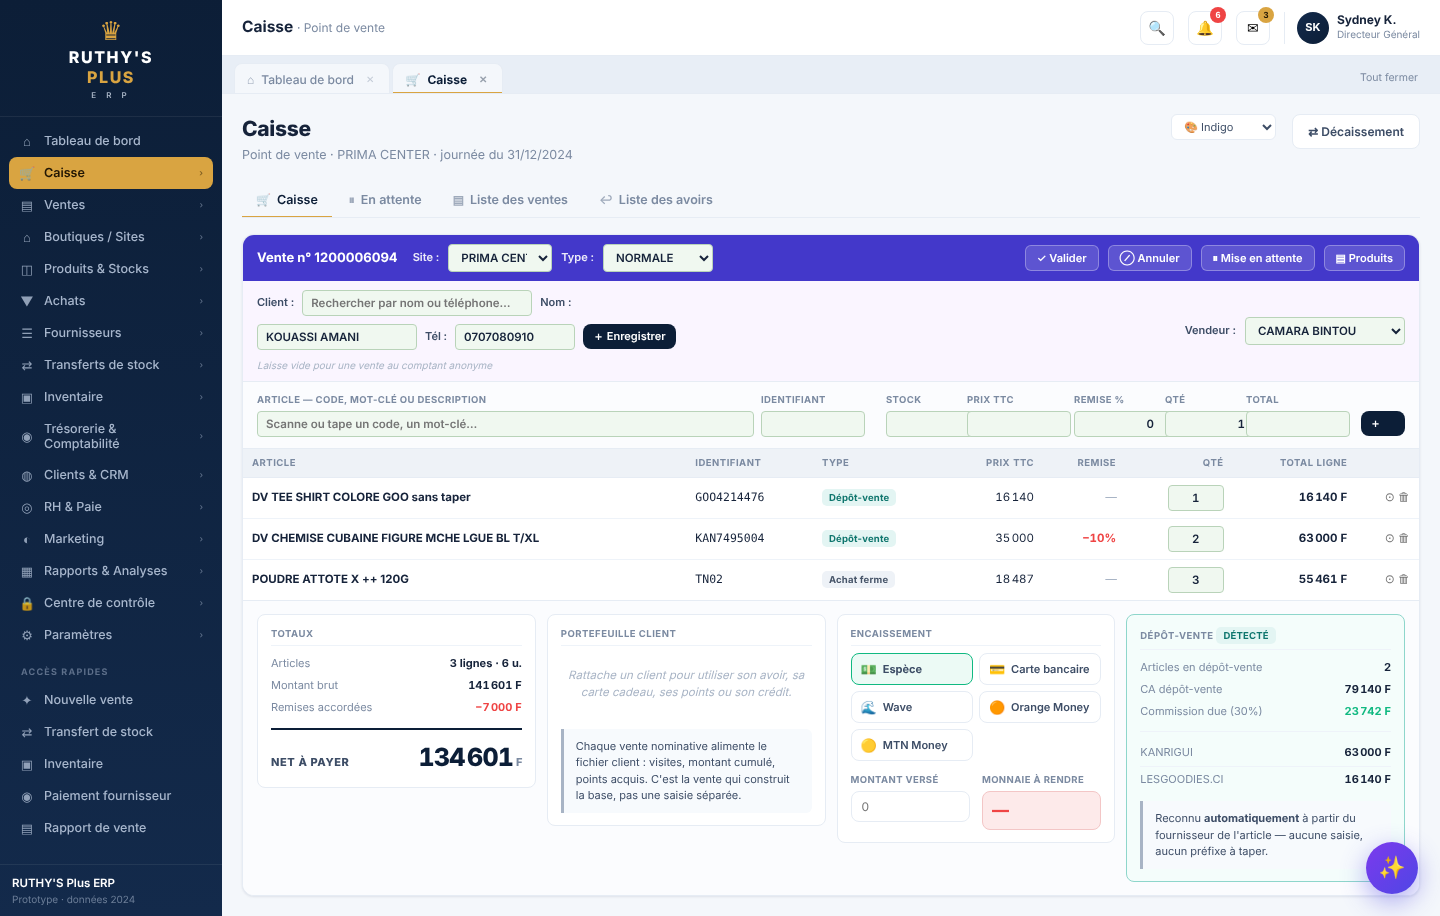 RUTHY'S
PLUS
ERP
Tableau de bord
Caisse
Ventes
Boutiques / Sites
Produits & Stocks
Achats
Fournisseurs
Transferts de stock
Inventaire
Trésorerie &
Comptabilité
Clients & CRM
RH & Paie
Marketing
Rapports & Analyses
Centre de contrôle
Paramètres
ACCÈS RAPIDES
Nouvelle vente
Transfert de stock
Inventaire
Paiement fournisseur
Rapport de vente
RUTHY'S Plus ERP
Prototype · données 2024
Caisse · Point de vente
6
3
SK
Sydney K.
Directeur Général
Tableau de bord ×
Caisse ×
Tout fermer
Caisse
Point de vente · PRIMA CENTER · journée du 31/12/2024
Indigo
⇄ Décaissement
Caisse
En attente
Liste des ventes
Liste des avoirs
Vente n° 1200006094 Site : PRIMA CENT Type : NORMALE
✓ Valider
Annuler
Mise en attente
Produits
Client : Rechercher par nom ou téléphone... Nom :
KOUASSI AMANI Tél : 0707080910 + Enregistrer
Vendeur : CAMARA BINTOU
Laisse vide pour une vente au comptant anonyme
ARTICLE — CODE, MOT-CLÉ OU DESCRIPTION IDENTIFIANT STOCK PRIX TTC REMISE % QTÉ TOTAL
Scanne ou tape un code, un mot-clé... 0 1 +
ARTICLE IDENTIFIANT TYPE PRIX TTC REMISE QTÉ TOTAL LIGNE
DV TEE SHIRT COLORE GOO sans taper GOO4214476 Dépôt-vente 16 140 — 1 16 140 F
DV CHEMISE CUBAINE FIGURE MCHE LGUE BL T/XL KAN7495004 Dépôt-vente 35 000 −10% 2 63 000 F
POUDRE ATTOTE X ++ 120G TN02 Achat ferme 18 487 — 3 55 461 F
TOTAUX
Articles 3 lignes · 6 u.
Montant brut 141 601 F
Remises accordées −7 000 F
NET À PAYER 134 601 F
PORTEFEUILLE CLIENT
Rattache un client pour utiliser son avoir, sa
carte cadeau, ses points ou son crédit.
Chaque vente nominative alimente le
fichier client : visites, montant cumulé,
points acquis. C'est la vente qui construit
la base, pas une saisie séparée.
ENCAISSEMENT
Espèce
Carte bancaire
Wave
Orange Money
MTN Money
MONTANT VERSÉ MONNAIE À RENDRE
0 —
DÉPÔT-VENTE DÉTECTÉ
Articles en dépôt-vente 2
CA dépôt-vente 79 140 F
Commission due (30%) 23 742 F
KANRIGUI 63 000 F
LESGOODIES.CI 16 140 F
Reconnu automatiquement à partir du
fournisseur de l'article — aucune saisie,
aucun préfixe à taper.